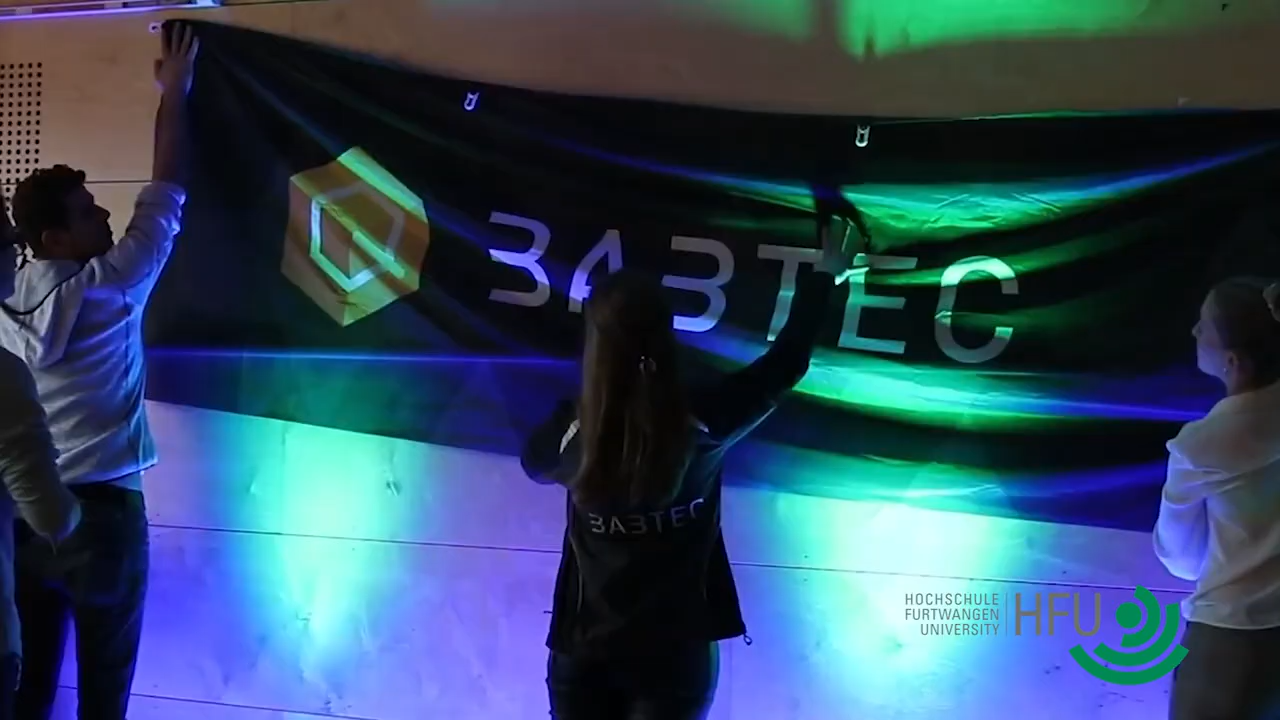 BABTEC
BABTEC
HOCHSCHULE
FURTWANGEN
UNIVERSITY
HFU